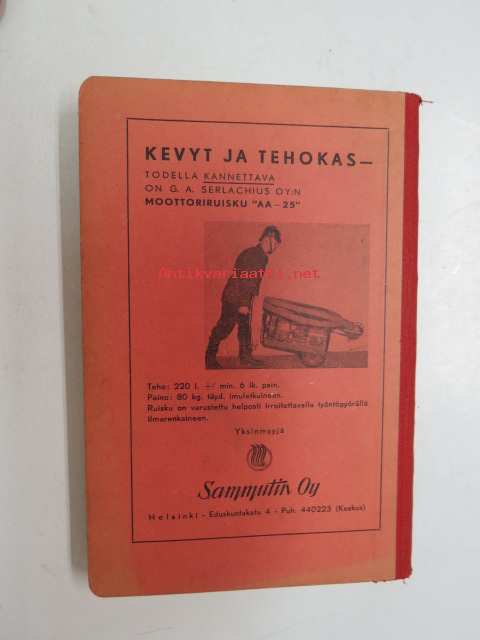 KEVYT JA TEHOKAS—
TODELLA KANNETTAVA
ON G. A. SERLACHIUS OY:N
MOOTTORIRUISKU "AA-25"
Antikvariaatti.net
Teho: 220 l. -:-/ min. 6 ik. pain.
Paino: 80 kg. täyd. imuletkuineen.
Ruisku on varustettu helposti irroitettavalla työntöpyörällä
ilmarenkaineen.
Yksinmyyjä
Sammutin Oy
Helsinki - Eduskuntakatu 4 - Puh. 440223 (Keskus)